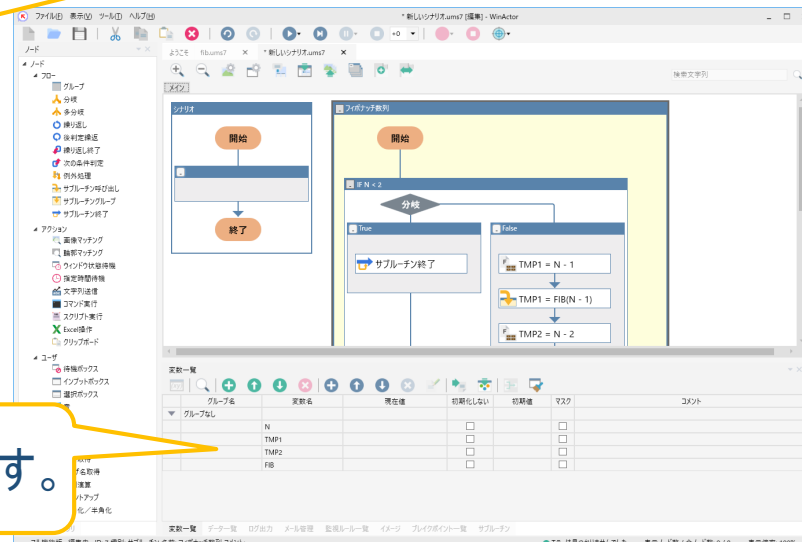 ファイル(F) 表示(V) ツール(T) ヘルプ(H)
* 新しいシナリオ.ums7 [編集] - WinActor
+0
ノード
ようこそ
fib.ums7
* 新しいシナリオ.ums7
ノード
フロー
グループ
分岐
多分岐
繰り返し
後判定繰返
繰り返し終了
次の条件判定
例外処理
サブルーチン呼び出し
サブルーチングループ
サブルーチン終了
アクション
画像マッチング
輪郭マッチング
ウィンドウ状態待機
指定時間待機
文字列送信
コマンド実行
スクリプト実行
Excel操作
クリップボード
ユーザ
待機ボックス
インプットボックス
選択ボックス
検索文字列
メイン
シナリオ
開始
終了
フィボナッチ数列
開始
IF N < 2
分岐
True
サブルーチン終了
False
TMP1 = N - 1
TMP1 = FIB(N - 1)
TMP2 = N - 2
変数一覧
グループ名 変数名 現在値 初期化しない 初期値 マスク コメント
グループなし
N
TMP1
TMP2
FIB
す。
変数一覧 データ一覧 ログ出力 メール管理 監視ルール一覧 イメージ ブレイクポイント一覧 サブルーチン